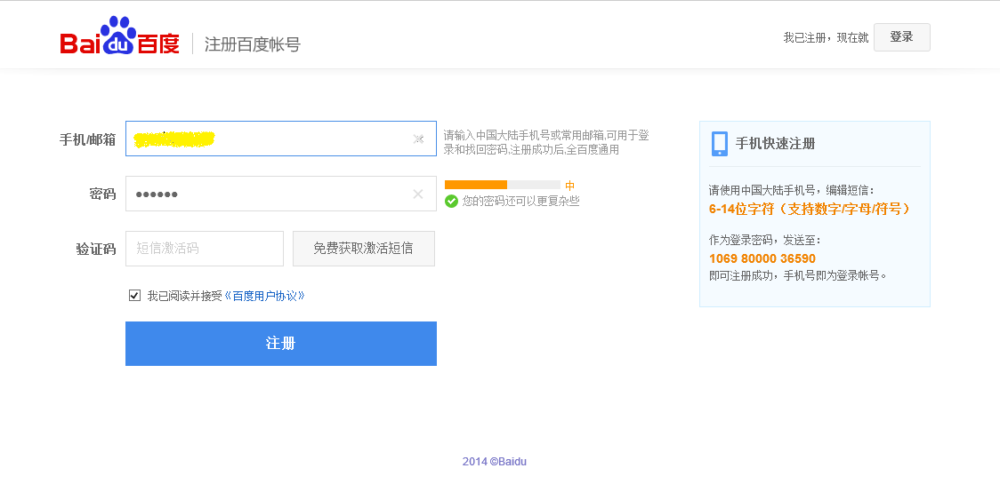 Baidu百度 注册百度帐号
我已注册，现在就 登录
手机/邮箱
请输入中国大陆手机号或常用邮箱,可用于登
录和找回密码,注册成功后,全百度通用
密码 ●●●●●●
中
您的密码还可以更复杂些
验证码 短信激活码 免费获取激活短信
我已阅读并接受《百度用户协议》
注册
手机快速注册
请使用中国大陆手机号，编辑短信：
6-14位字符（支持数字/字母/符号）
作为登录密码，发送至：
1069 80000 36590
即可注册成功，手机号即为登录帐号。
2014 ©Baidu